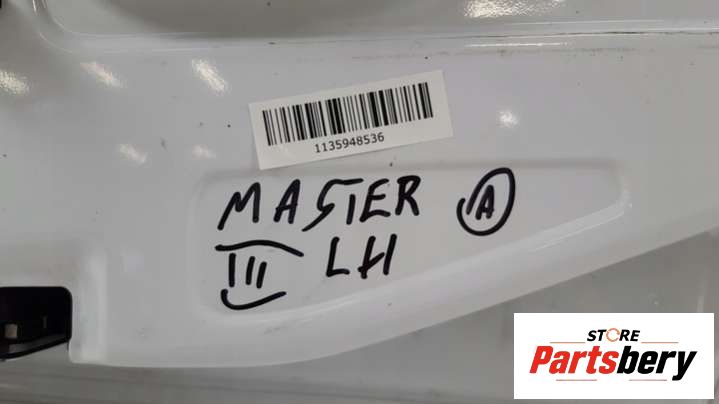 1135948536
MASTER A
III LH
STORE
Partsbery